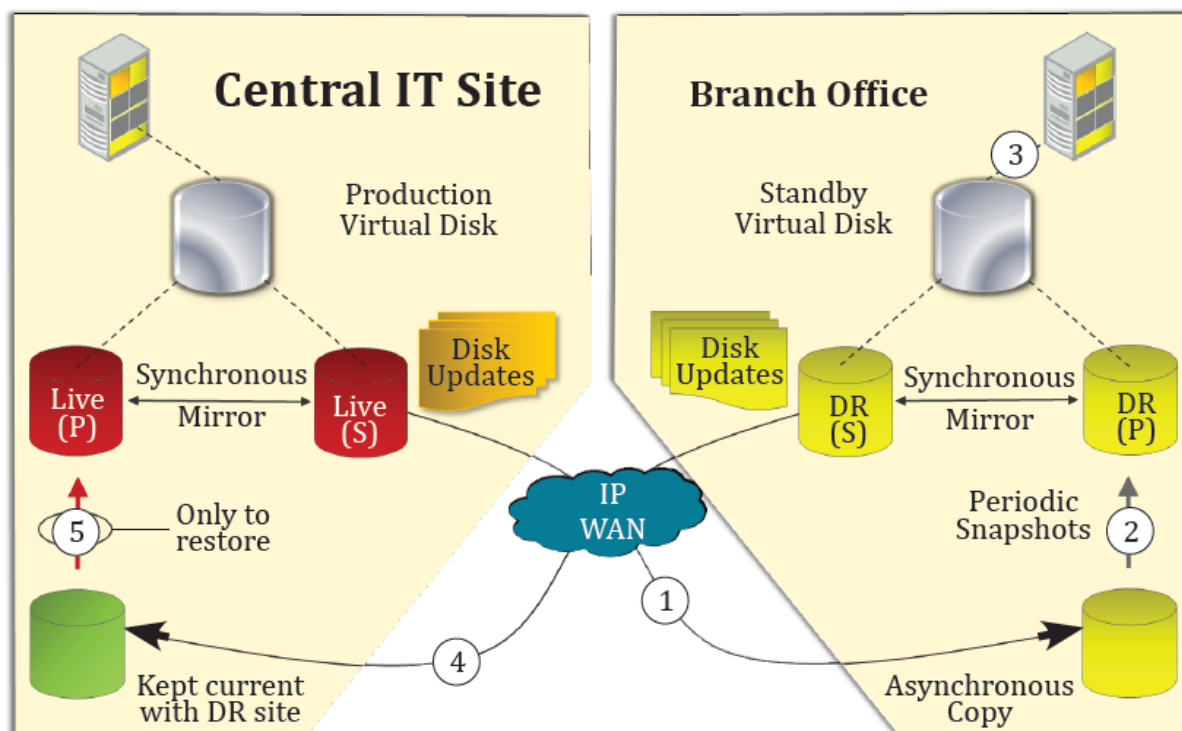 Central IT Site
Production
Virtual Disk
Disk
Updates
Live
(P)
Synchronous
Mirror
Live
(S)
5
Only to
restore
Kept current
with DR site
4
IP
WAN
1
Branch Office
3
Standby
Virtual Disk
Disk
Updates
DR
(S)
Synchronous
Mirror
DR
(P)
Periodic
Snapshots
2
Asynchronous
Copy